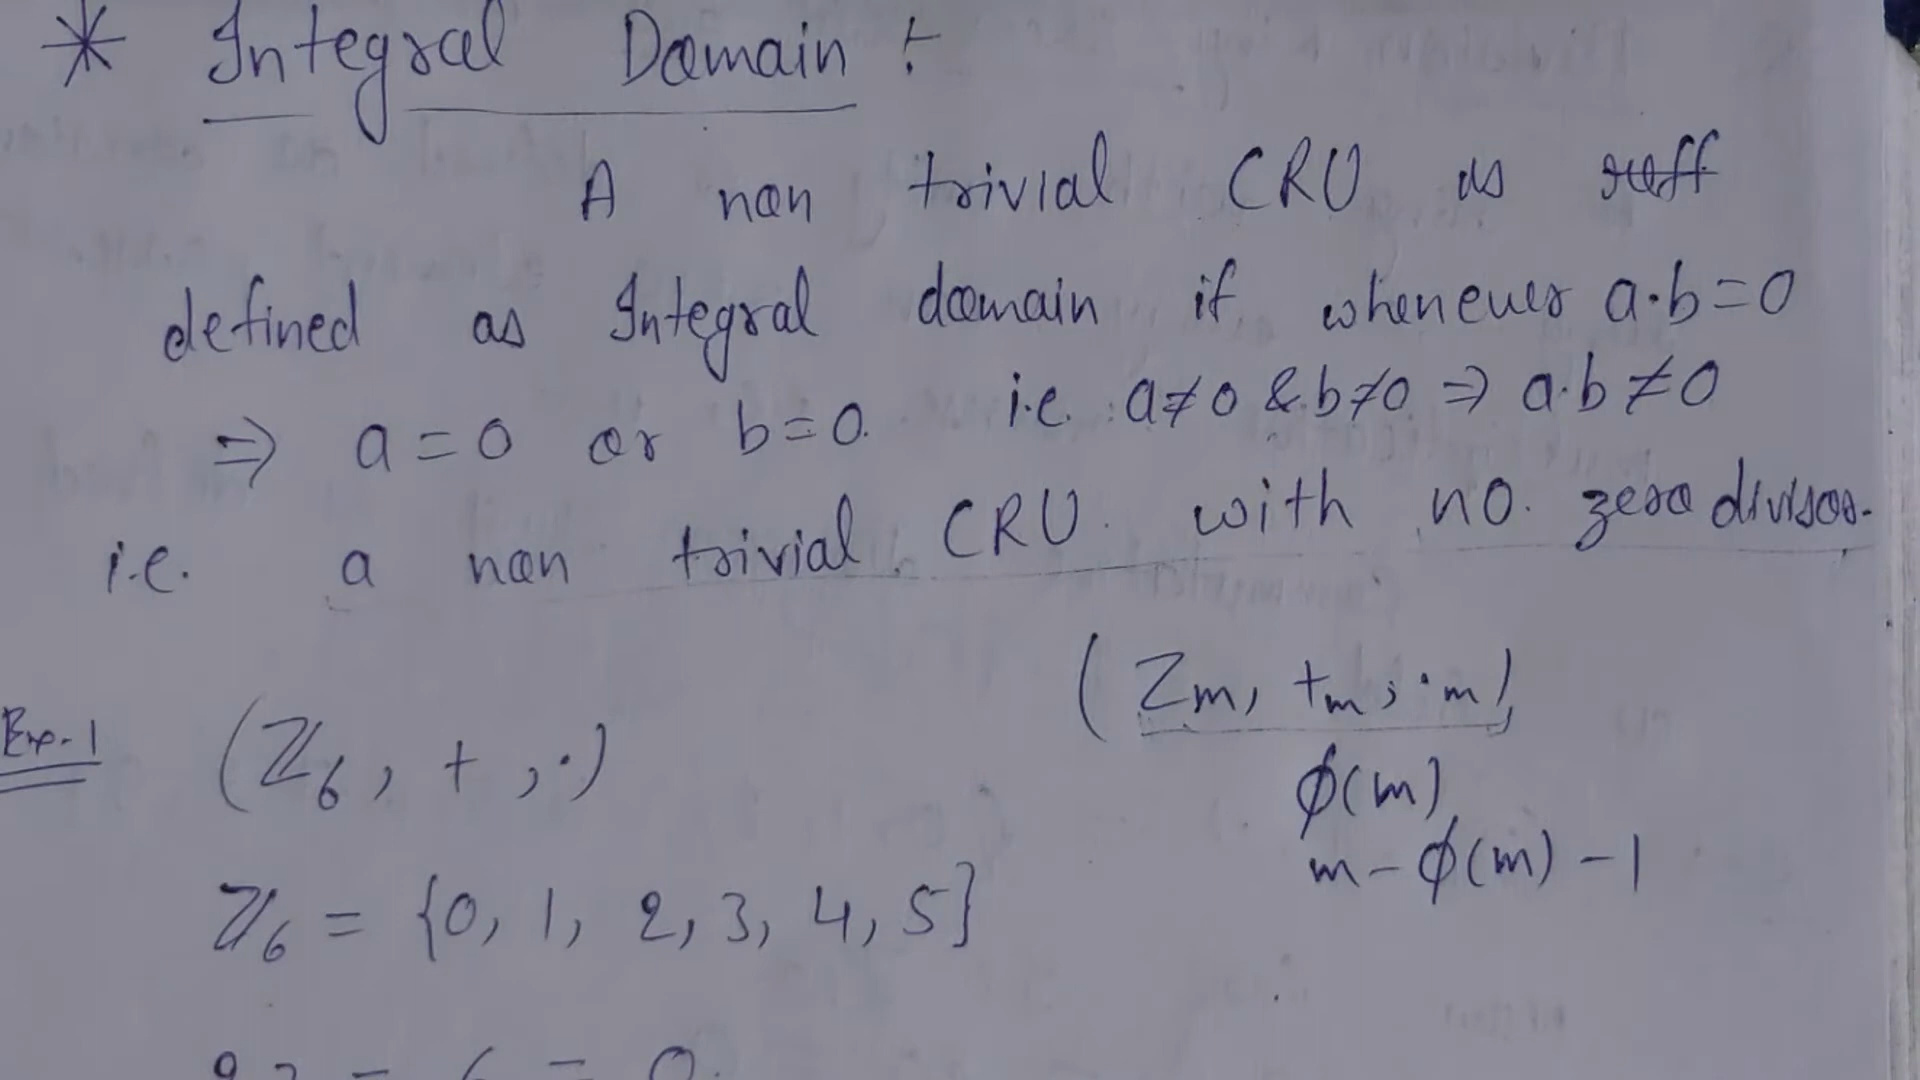 * Integral Domain :-
A non trivial CRU is
defined as Integral domain if whenever a·b=0
⇒ a=0 or b=0. i.e. a≠0 & b≠0 ⇒ a·b≠0
i.e. a non trivial CRU with no. zero divisor.
(Zm, +m, ·m)
Exp-1 (ℤ6, +, ·)
ϕ(m)
m-ϕ(m)-1
ℤ6 = {0, 1, 2, 3, 4, 5}